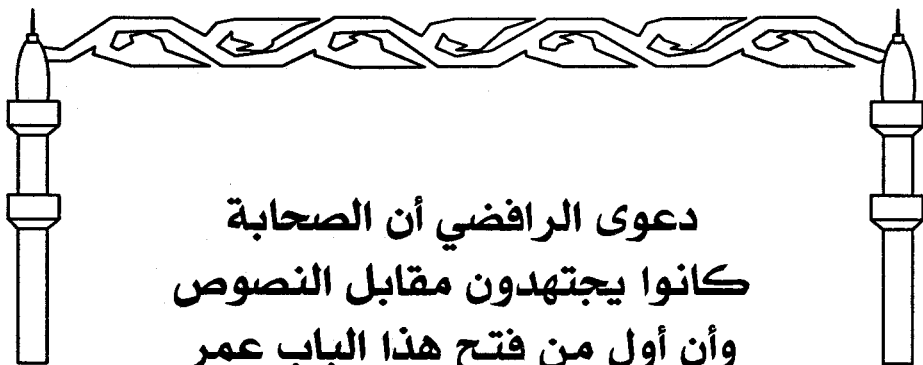 دعوى الرافضي أن الصحابة
كانوا يجتهدون مقابل النصوص
وأن أول من فتح هذا الباب عمر